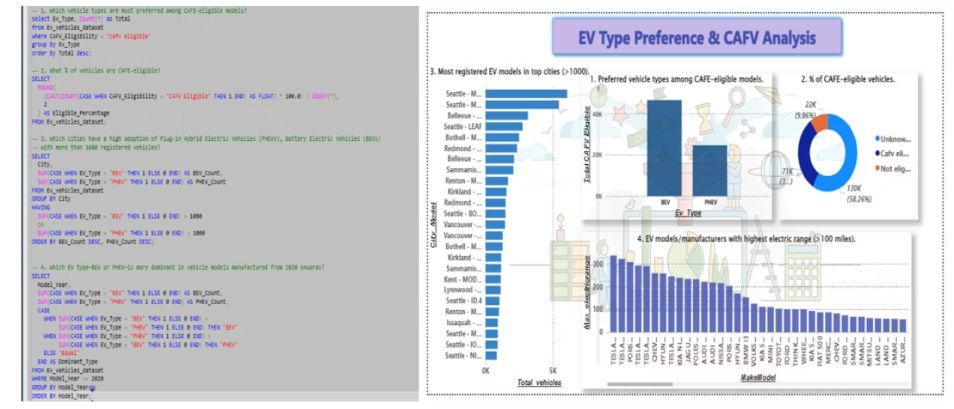 -- 1. Which vehicle types are most preferred among CAFE-eligible models?
select Ev_Type, Count(*) as Total
from Ev_vehicles_dataset
where CAFV_Eligibility = 'cafv eligible'
group by Ev_Type
order by Total desc;
-- 2. What % of vehicles are CAFE-eligible?
SELECT
ROUND(
(CAST(COUNT(CASE WHEN CAFV_Eligibility = 'CAFV Eligible' THEN 1 END) AS FLOAT) * 100.0) / COUNT(*),
2
) AS Eligible_Percentage
FROM Ev_vehicles_dataset;
-- 3. Which cities have a high adoption of Plug-in Hybrid Electric Vehicles (PHEVs), Battery Electric Vehicles (BEVs)
-- with more than 1000 registered vehicles?
SELECT
City,
SUM(CASE WHEN EV_Type = 'BEV' THEN 1 ELSE 0 END) AS BEV_Count,
SUM(CASE WHEN EV_Type = 'PHEV' THEN 1 ELSE 0 END) AS PHEV_Count
FROM Ev_vehicles_dataset
GROUP BY City
HAVING
SUM(CASE WHEN EV_Type = 'BEV' THEN 1 ELSE 0 END) > 1000
OR
SUM(CASE WHEN EV_Type = 'PHEV' THEN 1 ELSE 0 END) > 1000
ORDER BY BEV_Count DESC, PHEV_Count DESC;
-- 4. Which EV Type-BEV or PHEV-is more dominant in vehicle models manufactured from 2020 onwards?
SELECT
Model_Year,
SUM(CASE WHEN EV_Type = 'BEV' THEN 1 ELSE 0 END) AS BEV_Count,
SUM(CASE WHEN EV_Type = 'PHEV' THEN 1 ELSE 0 END) AS PHEV_Count,
CASE
WHEN SUM(CASE WHEN EV_Type = 'BEV' THEN 1 ELSE 0 END) >
SUM(CASE WHEN EV_Type = 'PHEV' THEN 1 ELSE 0 END) THEN 'BEV'
WHEN SUM(CASE WHEN EV_Type = 'PHEV' THEN 1 ELSE 0 END) >
SUM(CASE WHEN EV_Type = 'BEV' THEN 1 ELSE 0 END) THEN 'PHEV'
ELSE 'Equal'
END AS Dominant_Type
FROM EV_vehicles_dataset
WHERE Model_Year >= 2020
GROUP BY Model_Year
ORDER BY Model_Year;
EV Type Preference & CAFV Analysis
3. Most registered EV models in top cities (>1000).
Seattle - M...
Seattle - M...
Bellevue - ...
Seattle - LEAF
Bothell - M...
Redmond - ...
Bellevue - ...
Sammamis...
Renton - M...
Kirkland - ...
Redmond - ...
Seattle - BO...
Vancouver - ...
Vancouver - ...
Bothell - M...
Kirkland - ...
Sammamis...
Kent - MOD...
Lynnwood - ...
Seattle - ID.4
Renton - M...
Issaquah - ...
Seattle - M...
Seattle - IO...
Seattle - NI...
City_Model
0K
5K
Total_vehicles
1. Preferred vehicle types among CAFE-eligible models.
Total CAFV_Eligible
40K
20K
0K
BEV
PHEV
Ev_Type
2. % of CAFE-eligible vehicles.
22K
(9.86%)
71K
(3...)
130K
(58.26%)
Unknow...
Cafv eli...
Not elig...
4. EV models/manufacturers with highest electric range (>100 miles).
Max_electricrange
300
200
100
0
TESLA...
TESLA...
PORS...
TESLA...
TESLA...
CHEV...
HYUN...
TESLA...
KIA NI...
JAGU...
POLES...
AUDI ...
AUDI ...
NISSA...
PORS...
HYUN...
BMW I3
VOLKS...
KIA S...
MINI ...
TOYOT...
FORD ...
THINK...
WHEE...
KIA S...
FIAT 500
MERC...
CHEV...
FORD ...
SMAR...
MITSU...
LAND ...
LAND ...
SMAR...
AZUR...
MakeModel